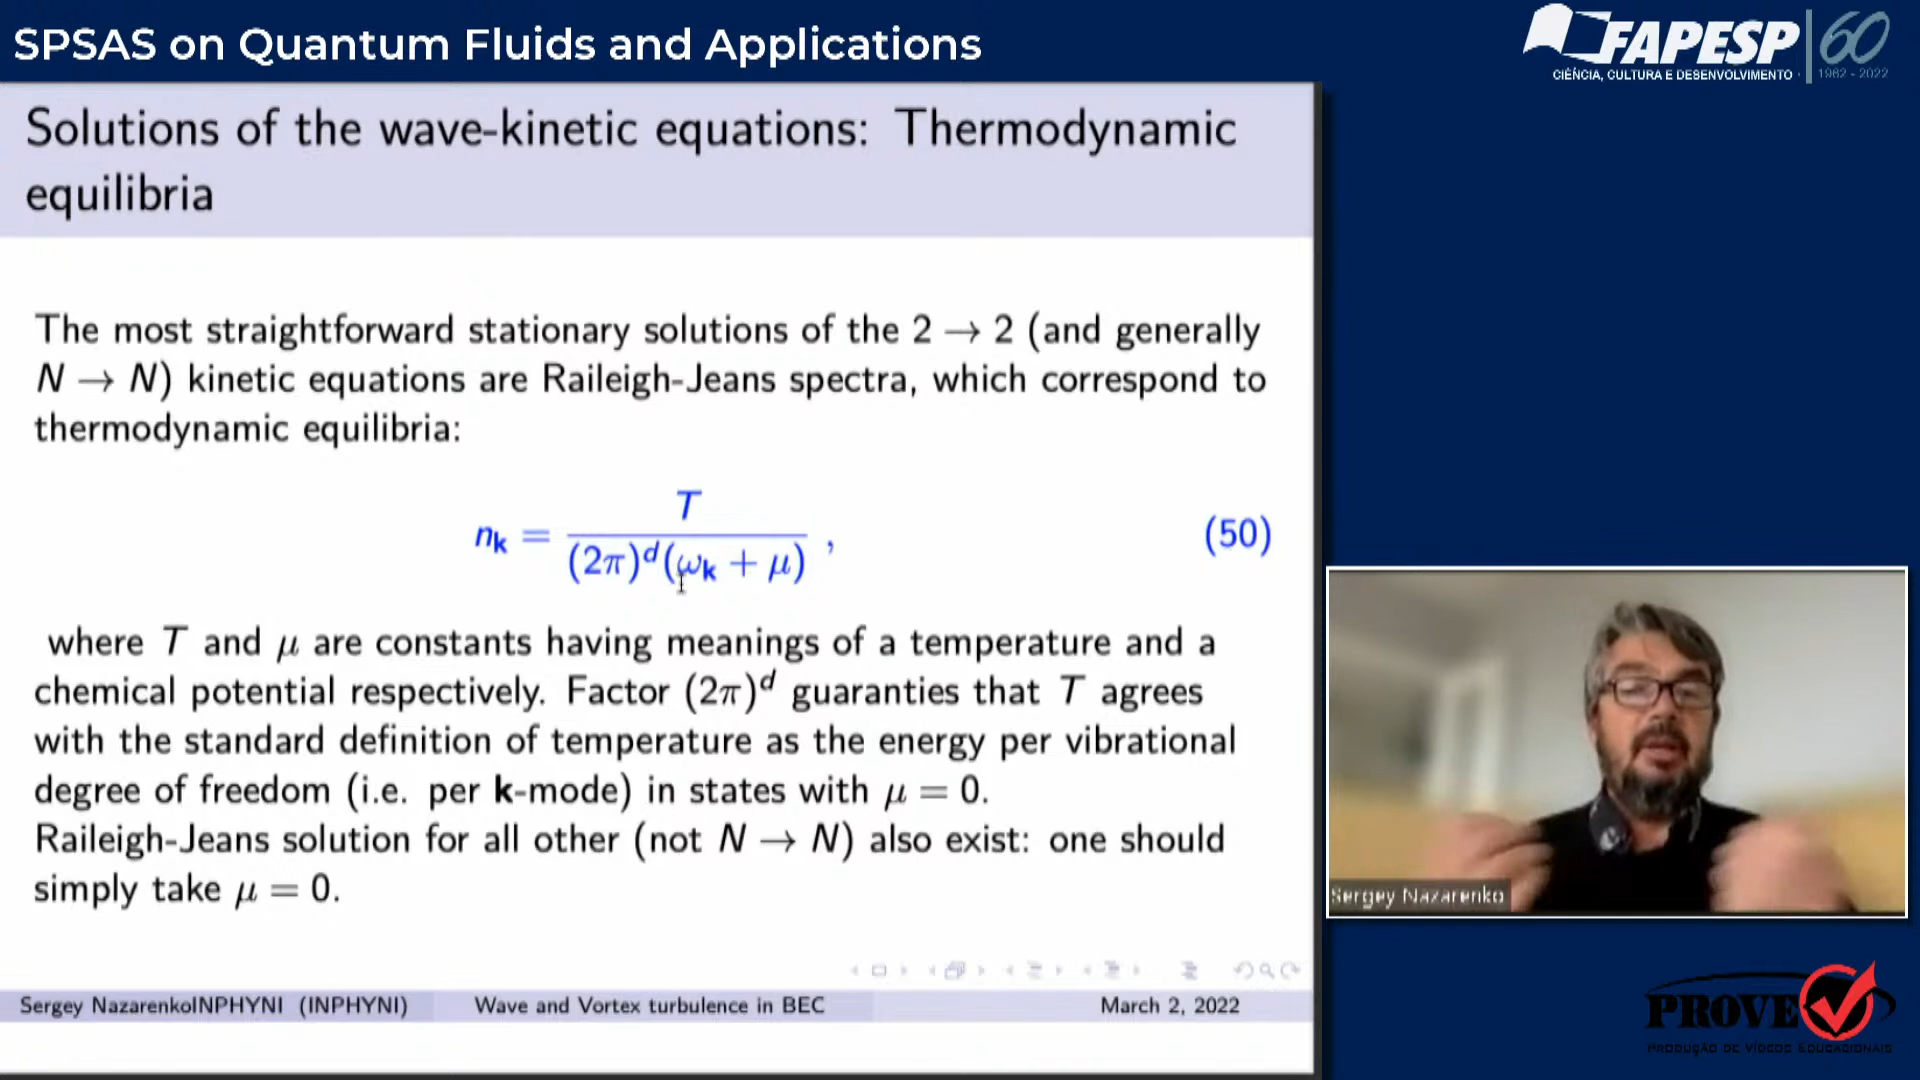 SPSAS on Quantum Fluids and Applications
FAPESP 60
CIÊNCIA, CULTURA E DESENVOLVIMENTO 1962 - 2022
Solutions of the wave-kinetic equations: Thermodynamic
equilibria
The most straightforward stationary solutions of the 2 → 2 (and generally
N → N) kinetic equations are Raileigh-Jeans spectra, which correspond to
thermodynamic equilibria:
n_k = T / ((2π)^d (ω_k + μ)) , (50)
where T and μ are constants having meanings of a temperature and a
chemical potential respectively. Factor (2π)^d guaranties that T agrees
with the standard definition of temperature as the energy per vibrational
degree of freedom (i.e. per k-mode) in states with μ = 0.
Raileigh-Jeans solution for all other (not N → N) also exist: one should
simply take μ = 0.
Sergey Nazarenko
Sergey NazarenkoINPHYNI (INPHYNI) Wave and Vortex turbulence in BEC March 2, 2022
PROVE
PRODUÇÃO DE VÍDEOS EDUCACIONAIS